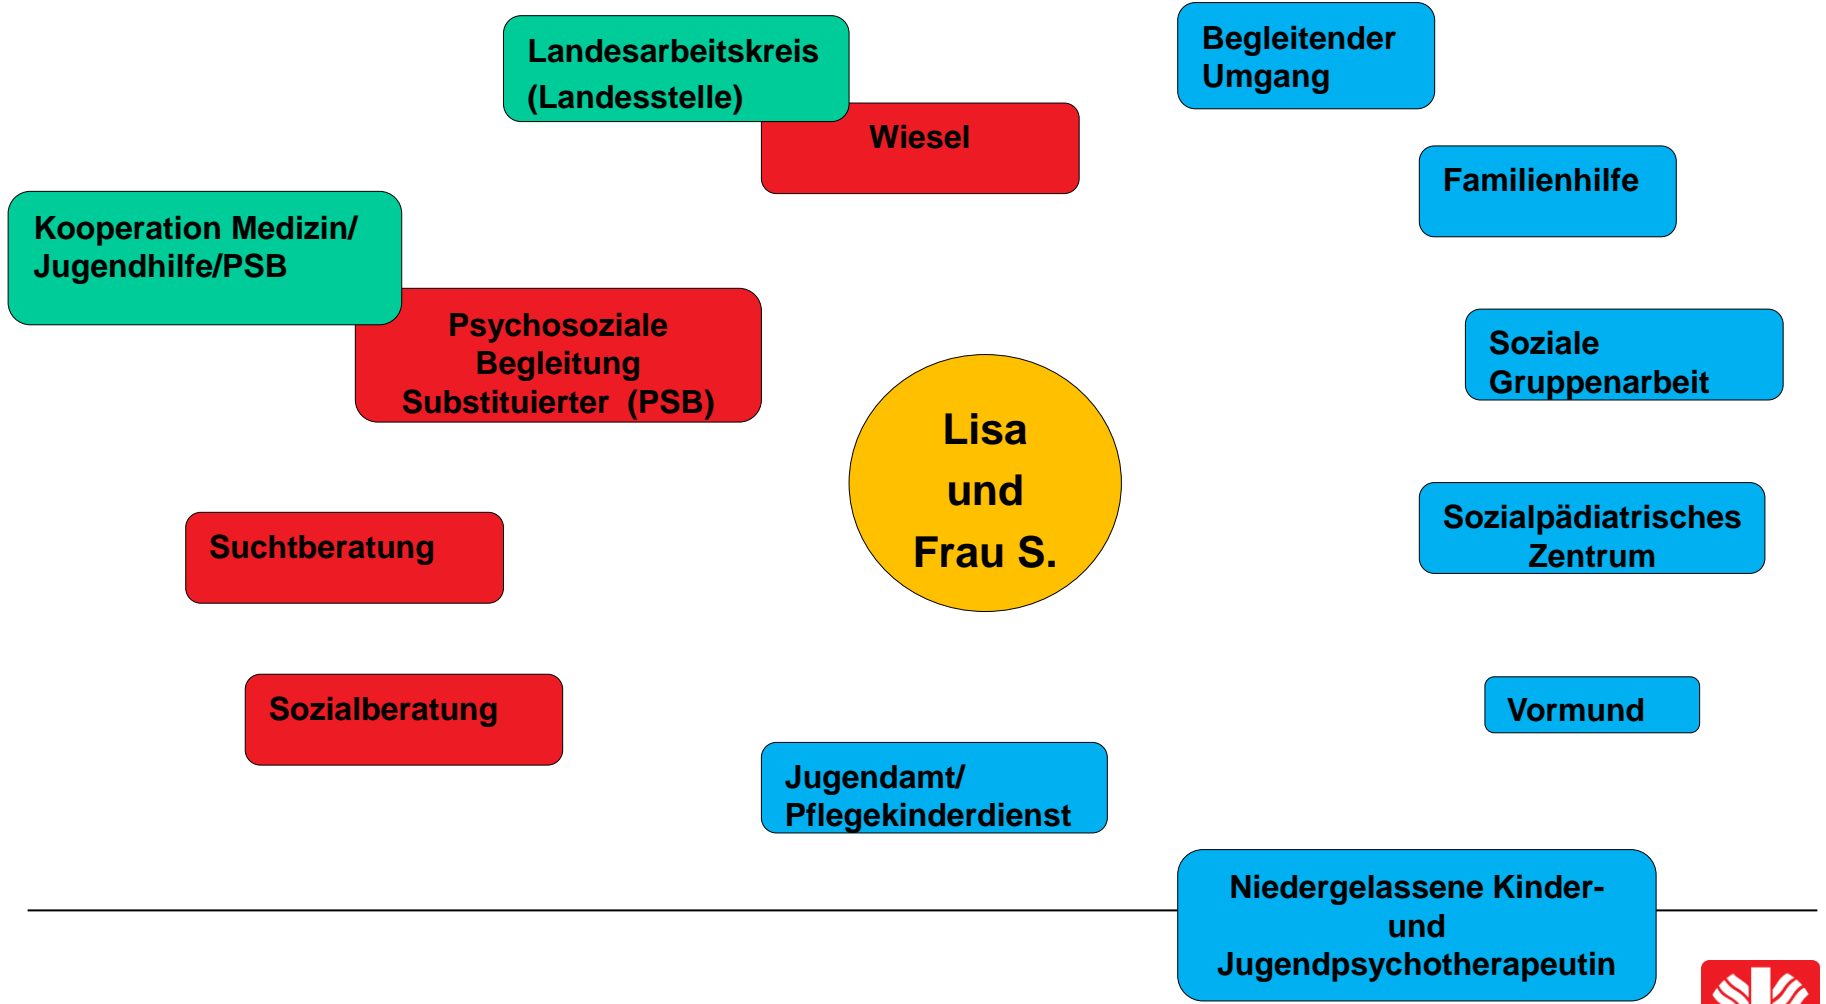 Landesarbeitskreis
(Landesstelle)
Begleitender
Umgang
Wiesel
Familienhilfe
Kooperation Medizin/
Jugendhilfe/PSB
Psychosoziale
Begleitung
Substituierter (PSB)
Soziale
Gruppenarbeit
Lisa
und
Frau S.
Suchtberatung
Sozialpädiatrisches
Zentrum
Sozialberatung
Vormund
Jugendamt/
Pflegekinderdienst
Niedergelassene Kinder-
und
Jugendpsychotherapeutin